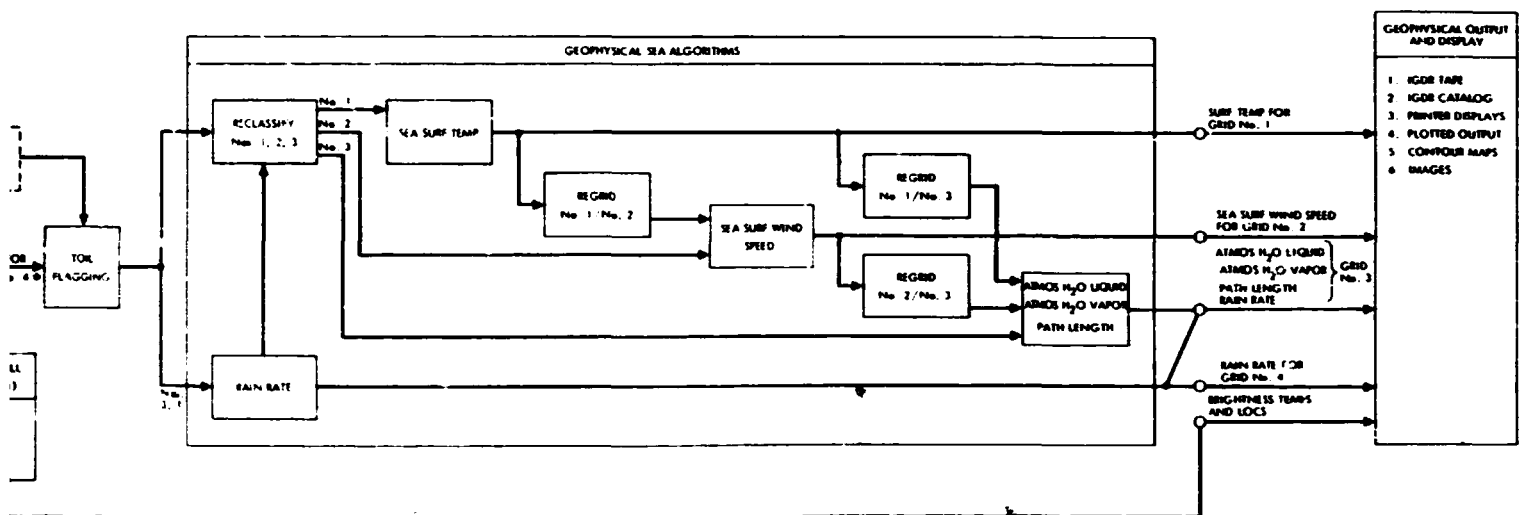 GEOPHYSICAL SEA ALGORITHMS
GEOPHYSICAL OUTPUT
AND DISPLAY
1. IGDR TAPE
2. IGDR CATALOG
3. PRINTER DISPLAYS
4. PLOTTED OUTPUT
5 CONTOUR MAPS
6 IMAGES
RECLASSIFY
Nos. 1, 2, 3
No. 1
No. 2
No. 3
SEA SURF TEMP
REGRID
No. 1/No. 2
SEA SURF WIND
SPEED
REGRID
No. 1/No. 3
REGRID
No. 2/No. 3
ATMOS H₂O LIQUID
ATMOS H₂O VAPOR
PATH LENGTH
TOIL
FLAGGING
OR
RAIN RATE
LL
SURF TEMP FOR
GRID No. 1
SEA SURF WIND SPEED
FOR GRID No. 2
ATMOS H₂O LIQUID
ATMOS H₂O VAPOR
PATH LENGTH
RAIN RATE
GRID
No. 3
RAIN RATE FOR
GRID No. 4
BRIGHTNESS TEMPS
AND LOCS